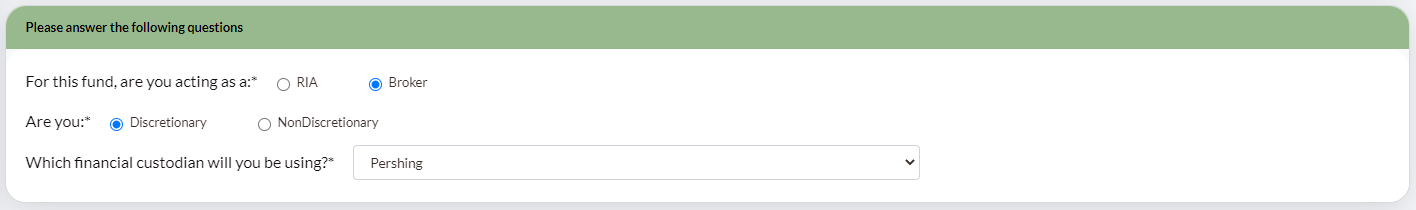 Please answer the following questions
For this fund, are you acting as a:* RIA Broker
Are you:* Discretionary NonDiscretionary
Which financial custodian will you be using?* Pershing